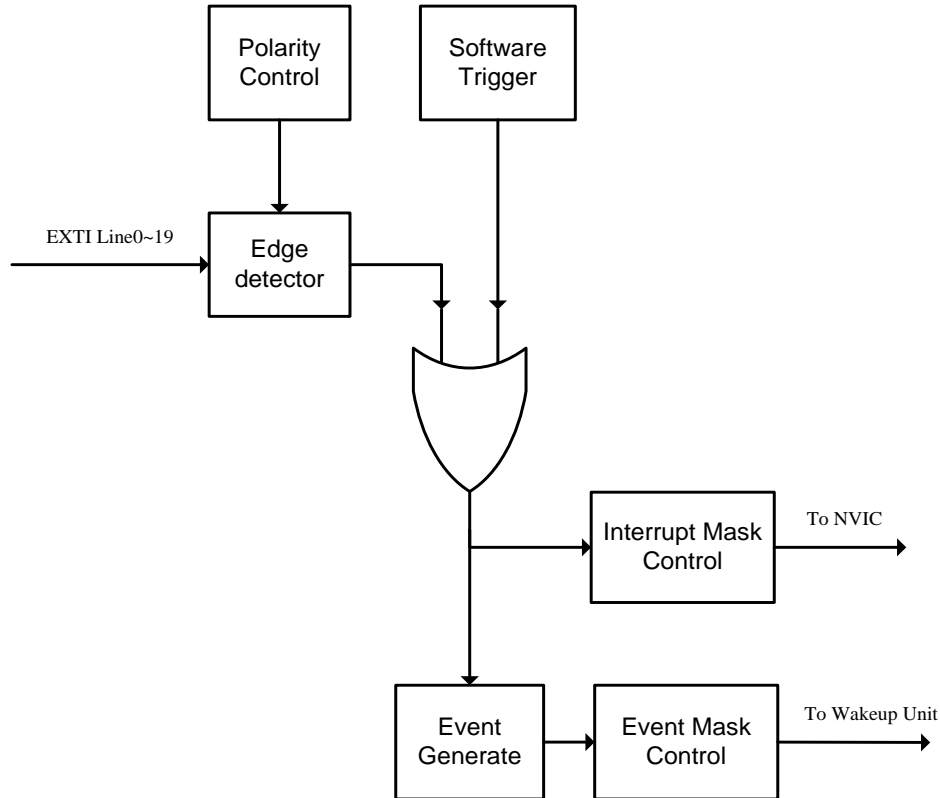 Polarity
Control
Software
Trigger
EXTI Line0~19
Edge
detector
Interrupt Mask
Control
To NVIC
Event
Generate
Event Mask
Control
To Wakeup Unit